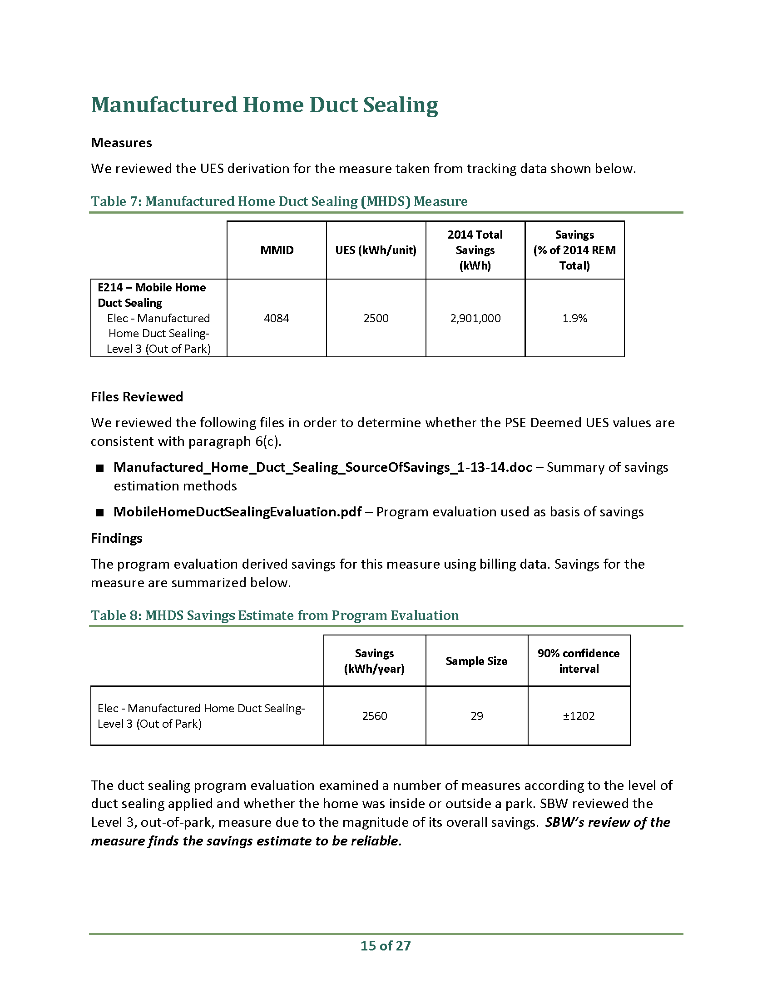 Manufactured Home Duct Sealing
Measures
We reviewed the UES derivation for the measure taken from tracking data shown below.
Table 7: Manufactured Home Duct Sealing (MHDS) Measure
MMID
UES (kWh/unit)
2014 Total
Savings
(kWh)
Savings
(% of 2014 REM
Total)
E214 – Mobile Home
Duct Sealing
Elec - Manufactured
Home Duct Sealing-
Level 3 (Out of Park)
4084
2500
2,901,000
1.9%
Files Reviewed
We reviewed the following files in order to determine whether the PSE Deemed UES values are
consistent with paragraph 6(c).
■ Manufactured_Home_Duct_Sealing_SourceOfSavings_1-13-14.doc – Summary of savings
estimation methods
■ MobileHomeDuctSealingEvaluation.pdf – Program evaluation used as basis of savings
Findings
The program evaluation derived savings for this measure using billing data. Savings for the
measure are summarized below.
Table 8: MHDS Savings Estimate from Program Evaluation
Savings
(kWh/year)
Sample Size
90% confidence
interval
Elec - Manufactured Home Duct Sealing-
Level 3 (Out of Park)
2560
29
±1202
The duct sealing program evaluation examined a number of measures according to the level of
duct sealing applied and whether the home was inside or outside a park. SBW reviewed the
Level 3, out-of-park, measure due to the magnitude of its overall savings. SBW’s review of the
measure finds the savings estimate to be reliable.
15 of 27